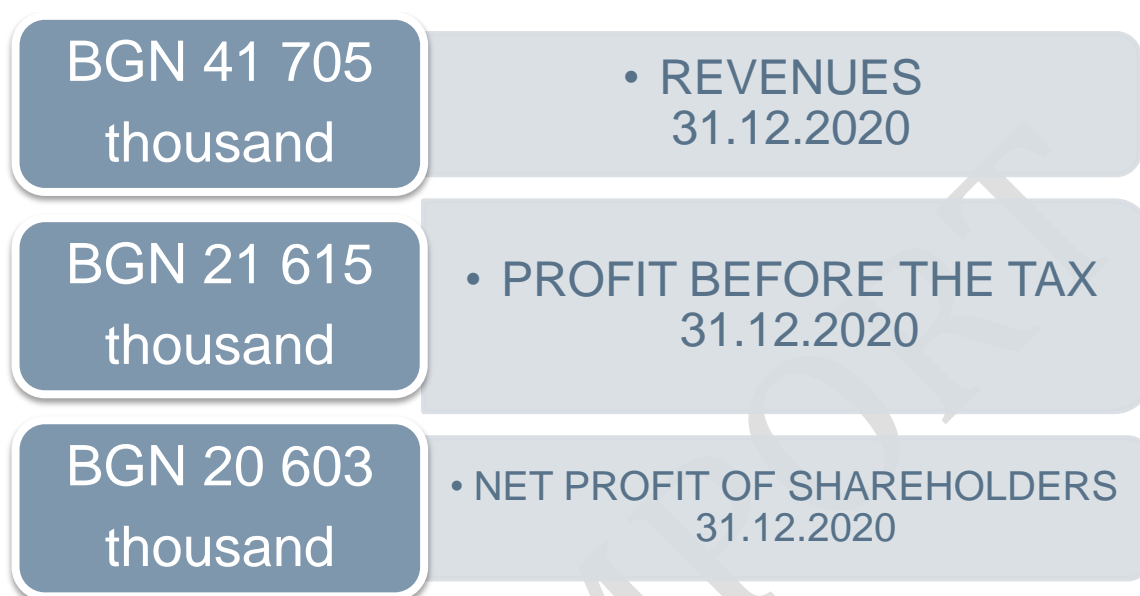 BGN 41 705
thousand
• REVENUES
31.12.2020
BGN 21 615
thousand
• PROFIT BEFORE THE TAX
31.12.2020
BGN 20 603
thousand
• NET PROFIT OF SHAREHOLDERS
31.12.2020